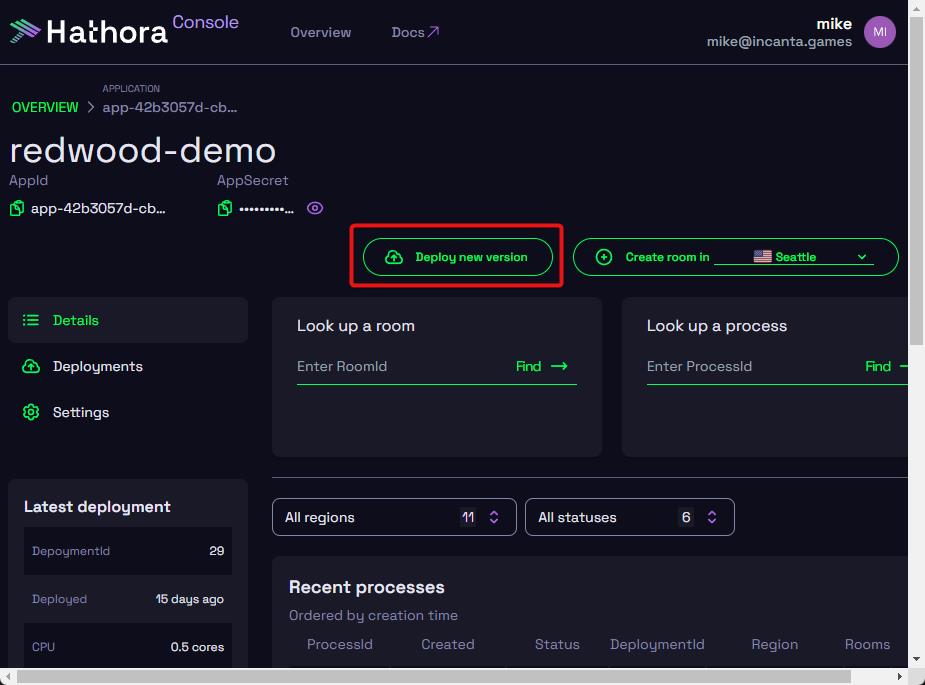 Hathora Console
Overview
Docs
mike
mike@incanta.games
MI
APPLICATION
OVERVIEW
app-42b3057d-cb...
redwood-demo
AppId
AppSecret
app-42b3057d-cb...
•••••••••...
Deploy new version
Create room in
Seattle
Details
Deployments
Settings
Look up a room
Enter RoomId
Find
Look up a process
Enter ProcessId
Find
Latest deployment
DepoymentId
29
Deployed
15 days ago
CPU
0.5 cores
All regions
11
All statuses
6
Recent processes
Ordered by creation time
ProcessId
Created
Status
DeploymentId
Region
Rooms